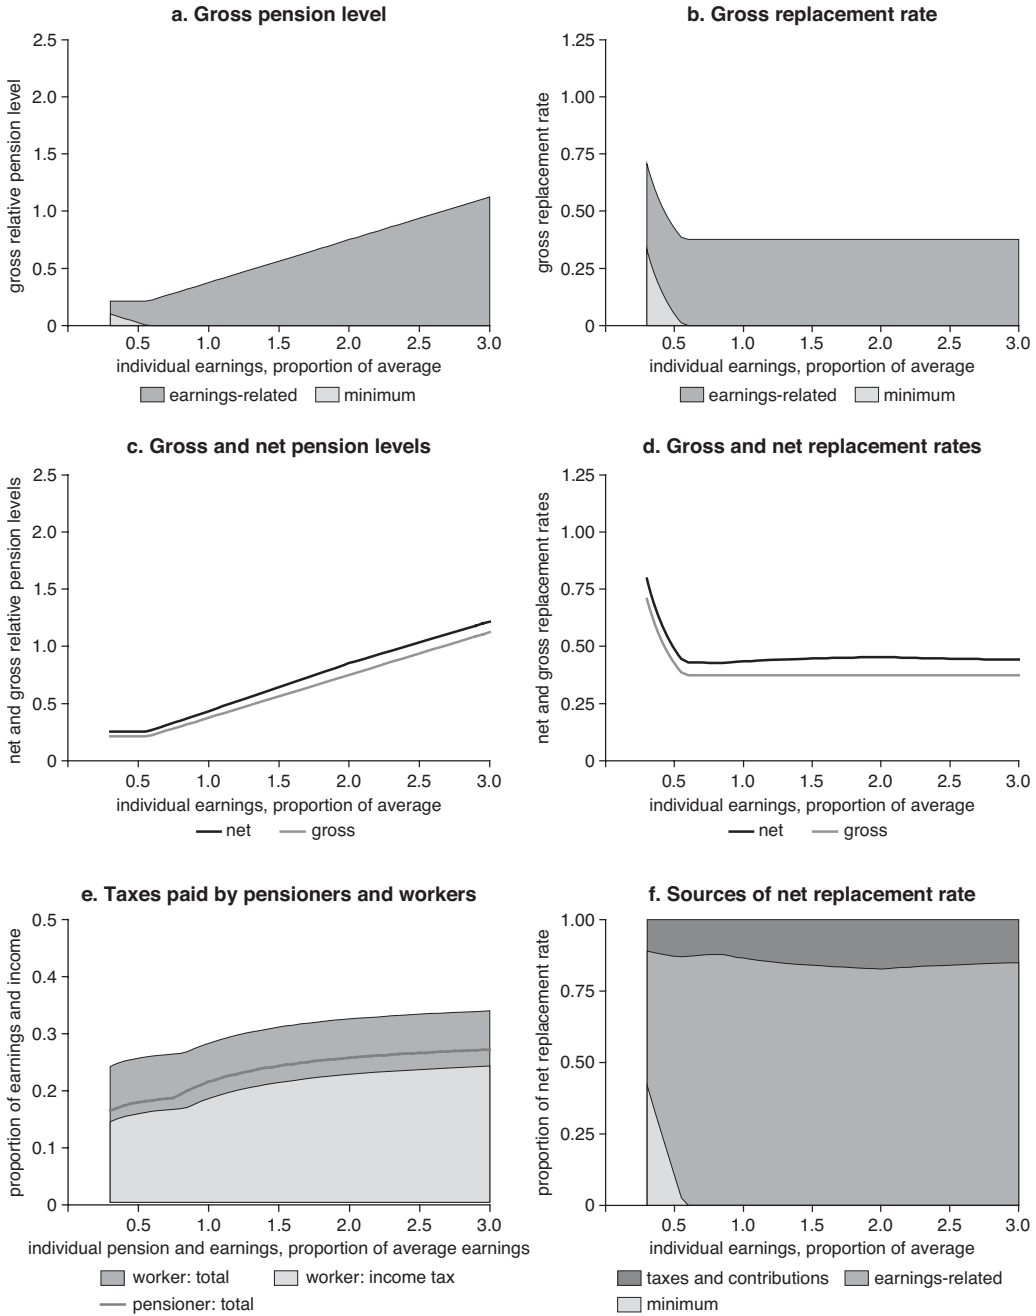 a. Gross pension level
gross relative pension level
2.5
2.0
1.5
1.0
0.5
0
0.5 1.0 1.5 2.0 2.5 3.0
individual earnings, proportion of average
earnings-related minimum
b. Gross replacement rate
gross replacement rate
1.25
1.00
0.75
0.50
0.25
0
0.5 1.0 1.5 2.0 2.5 3.0
individual earnings, proportion of average
earnings-related minimum
c. Gross and net pension levels
net and gross relative pension levels
2.5
2.0
1.5
1.0
0.5
0
0.5 1.0 1.5 2.0 2.5 3.0
individual earnings, proportion of average
net gross
d. Gross and net replacement rates
net and gross replacement rates
1.25
1.00
0.75
0.50
0.25
0
0.5 1.0 1.5 2.0 2.5 3.0
individual earnings, proportion of average
net gross
e. Taxes paid by pensioners and workers
proportion of earnings and income
0.5
0.4
0.3
0.2
0.1
0
0.5 1.0 1.5 2.0 2.5 3.0
individual pension and earnings, proportion of average earnings
worker: total worker: income tax
pensioner: total
f. Sources of net replacement rate
proportion of net replacement rate
1.00
0.75
0.50
0.25
0
0.5 1.0 1.5 2.0 2.5 3.0
individual earnings, proportion of average
taxes and contributions earnings-related
minimum